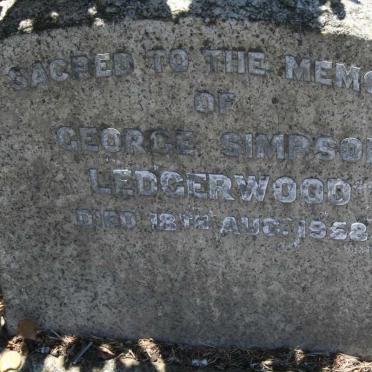 SACRED TO THE MEMO
OF
GEORGE SIMPSON
LEDGERWOOD
DIED 18TH AUG. 1958